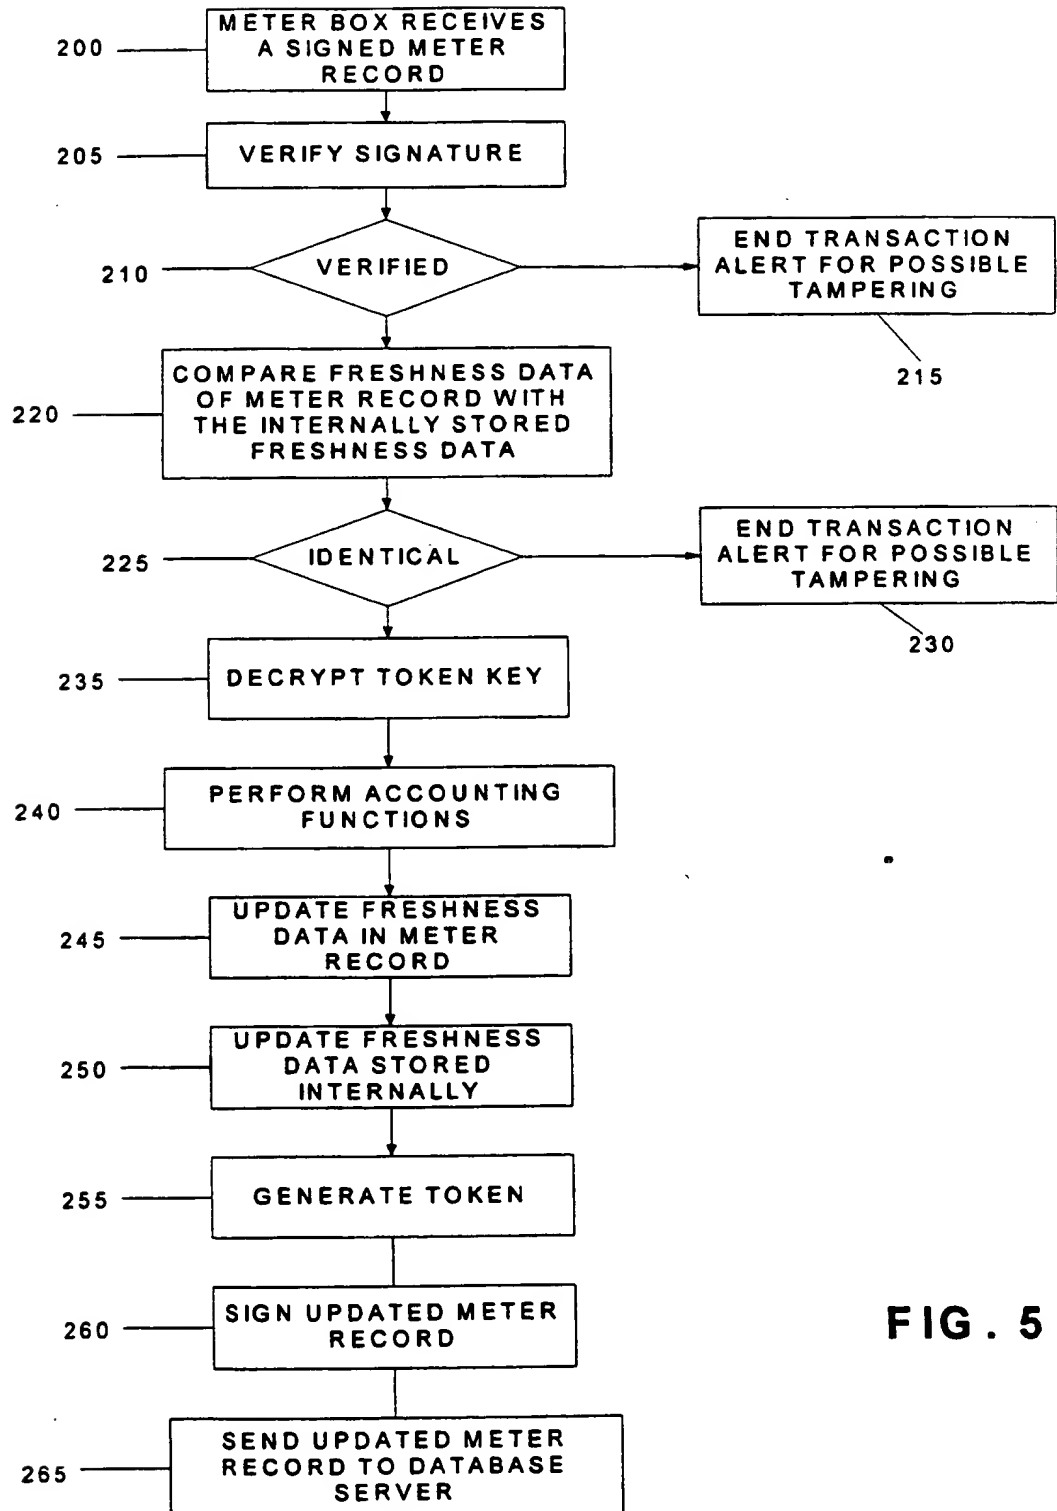 METER BOX RECEIVES
200
A SIGNED METER
RECORD
205
VERIFY SIGNATURE
210
VERIFIED
END TRANSACTION
ALERT FOR POSSIBLE
TAMPERING
215
220
COMPARE FRESHNESS DATA
OF METER RECORD WITH
THE INTERNALLY STORED
FRESHNESS DATA
225
IDENTICAL
END TRANSACTION
ALERT FOR POSSIBLE
TAMPERING
230
235
DECRYPT TOKEN KEY
240
PERFORM ACCOUNTING
FUNCTIONS
245
UPDATE FRESHNESS
DATA IN METER
RECORD
250
UPDATE FRESHNESS
DATA STORED
INTERNALLY
255
GENERATE TOKEN
260
SIGN UPDATED METER
RECORD
FIG. 5
265
SEND UPDATED METER
RECORD TO DATABASE
SERVER